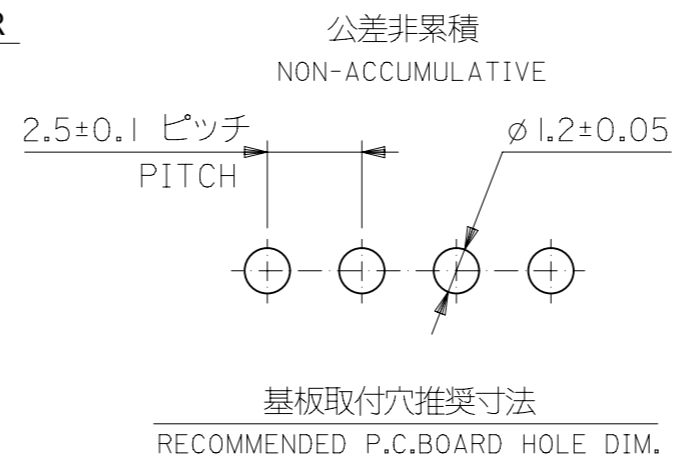 R
公差非累積
NON-ACCUMULATIVE
2.5±0.1 ピッチ
PITCH
φ1.2±0.05
基板取付穴推奨寸法
RECOMMENDED P.C.BOARD HOLE DIM.